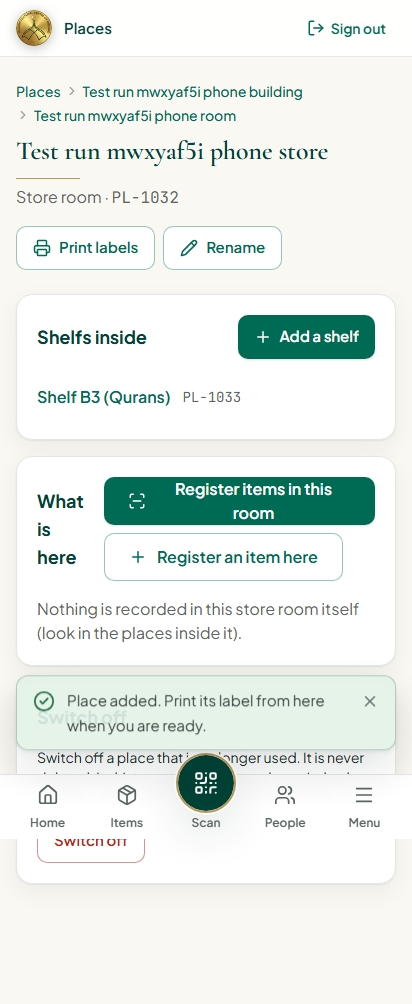 Places
Sign out
Places > Test run mwxyaf5i phone building
> Test run mwxyaf5i phone room
Test run mwxyaf5i phone store
Store room · PL-1032
Print labels
Rename
Shelfs inside
Add a shelf
Shelf B3 (Qurans) PL-1033
What
is
here
Register items in this
room
Register an item here
Nothing is recorded in this store room itself
(look in the places inside it).
Place added. Print its label from here
when you are ready.
Switch off
Switch off a place that is no longer used. It is never
Home
Items
Scan
People
Menu
Switch off